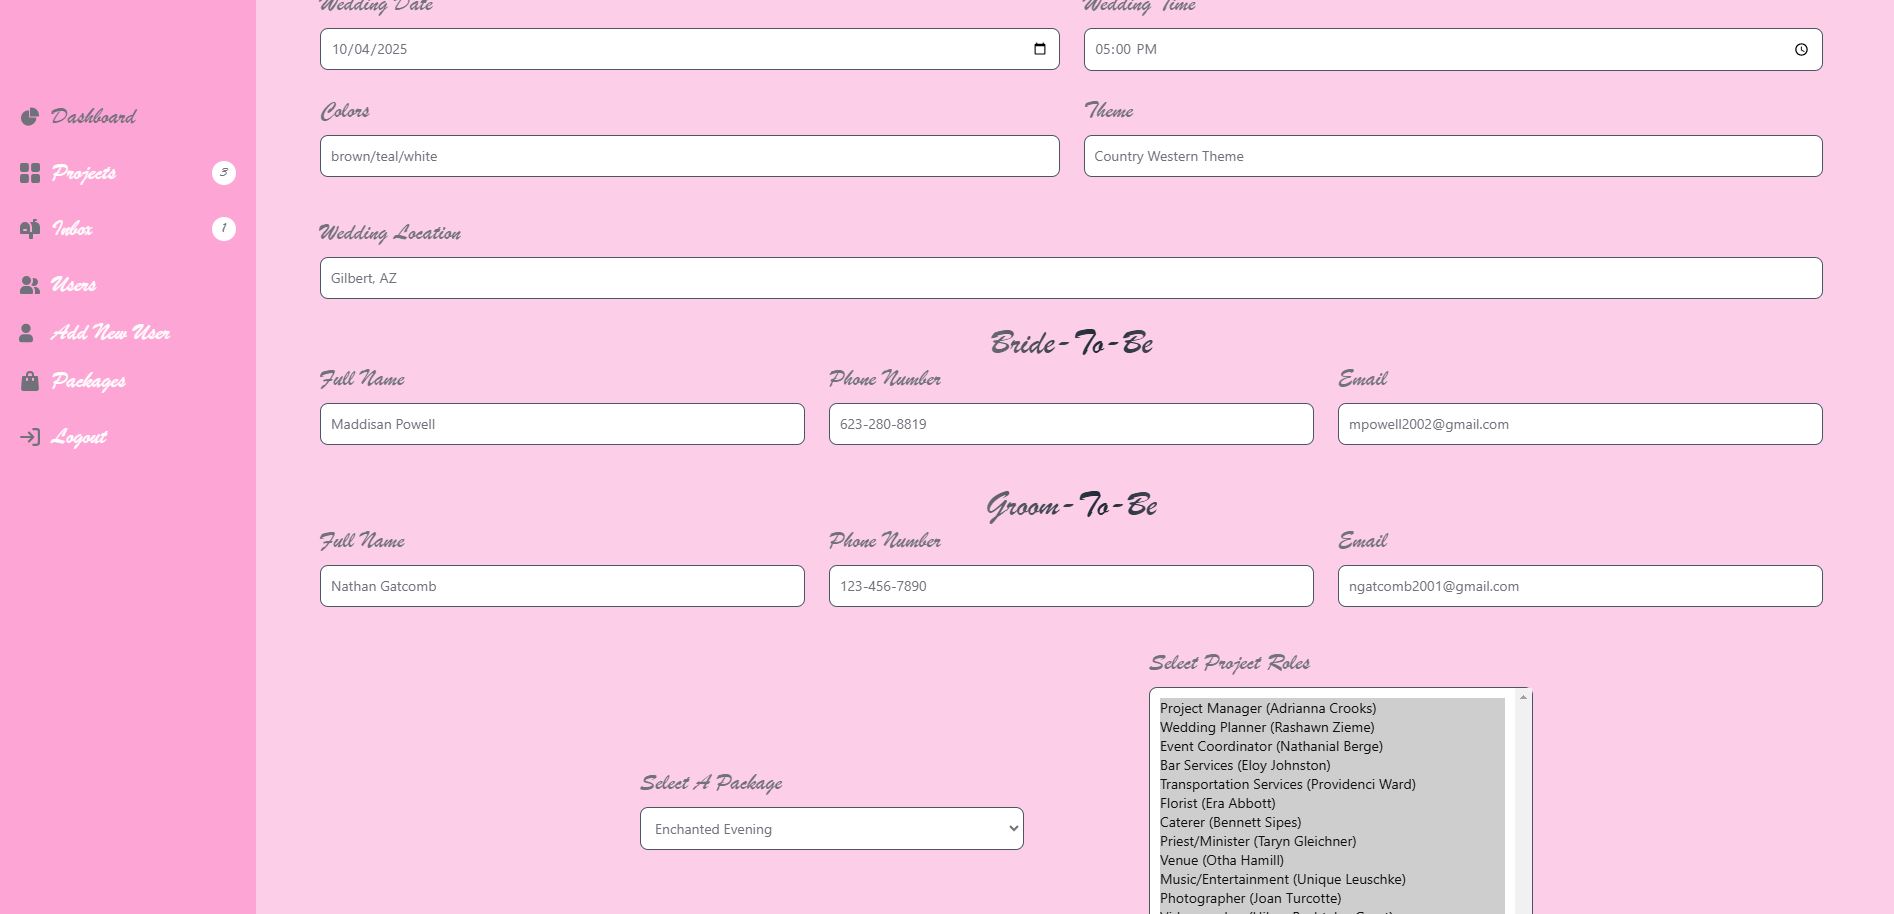 Dashboard
Projects 3
Inbox 1
Users
Add New User
Packages
Logout
Wedding Date
Wedding Time
10/04/2025
05:00 PM
Colors
Theme
brown/teal/white
Country Western Theme
Wedding Location
Gilbert, AZ
Bride-To-Be
Full Name
Phone Number
Email
Maddisan Powell
623-280-8819
mpowell2002@gmail.com
Groom-To-Be
Full Name
Phone Number
Email
Nathan Gatcomb
123-456-7890
ngatcomb2001@gmail.com
Select A Package
Enchanted Evening
Select Project Roles
Project Manager (Adrianna Crooks)
Wedding Planner (Rashawn Zieme)
Event Coordinator (Nathanial Berge)
Bar Services (Eloy Johnston)
Transportation Services (Providenci Ward)
Florist (Era Abbott)
Caterer (Bennett Sipes)
Priest/Minister (Taryn Gleichner)
Venue (Otha Hamill)
Music/Entertainment (Unique Leuschke)
Photographer (Joan Turcotte)